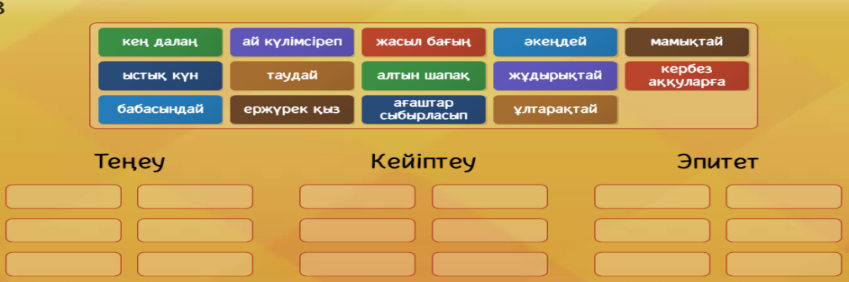 кең далаң
ай күлімсіреп
жасыл бағың
әкеңдей
мамықтай
ыстық күн
таудай
алтын шапақ
жұдырықтай
кербез
аққуларға
бабасындай
ержүрек қыз
ағаштар
сыбырласып
ұлтарақтай
Теңеу
Кейіптеу
Эпитет